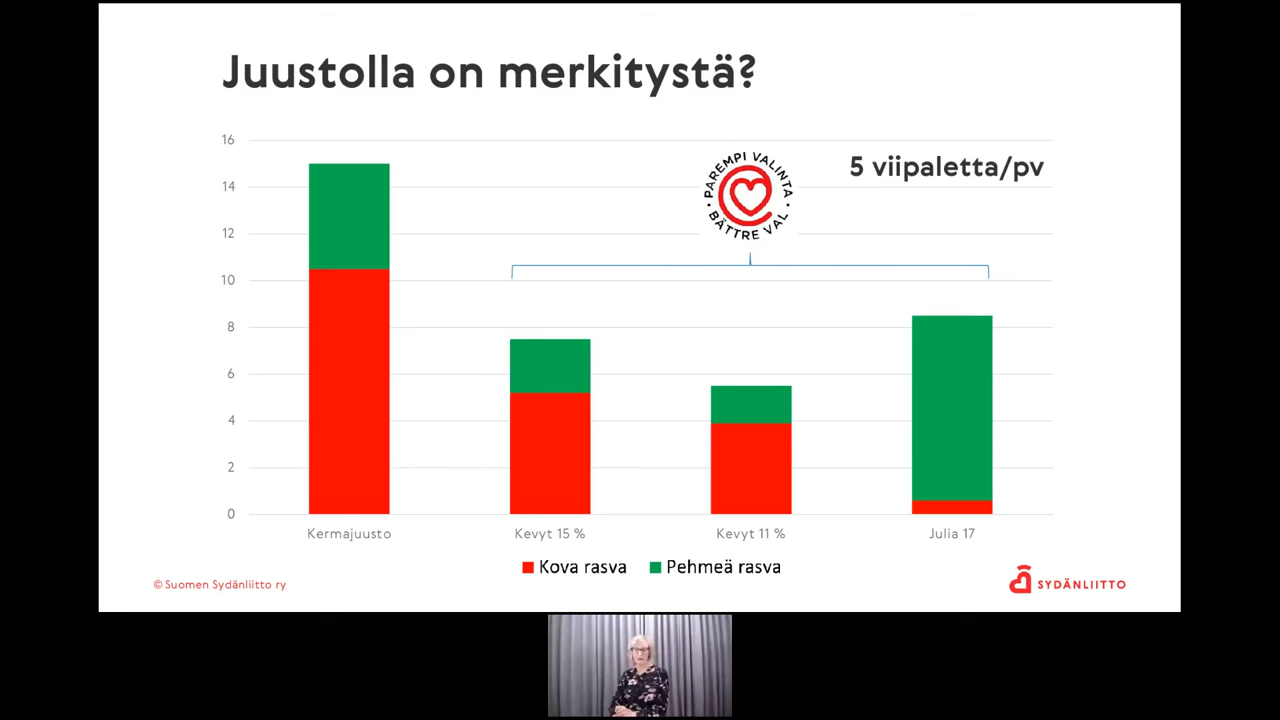 Juustolla on merkitystä?
16
14
12
10
8
6
4
2
0
PAREMPI VALINTA
• BÄTTRE VAL •
5 viipaletta/pv
Kermajuusto
Kevyt 15 %
Kevyt 11 %
Julia 17
Kova rasva
Pehmeä rasva
© Suomen Sydänliitto ry
SYDÄNLIITTO